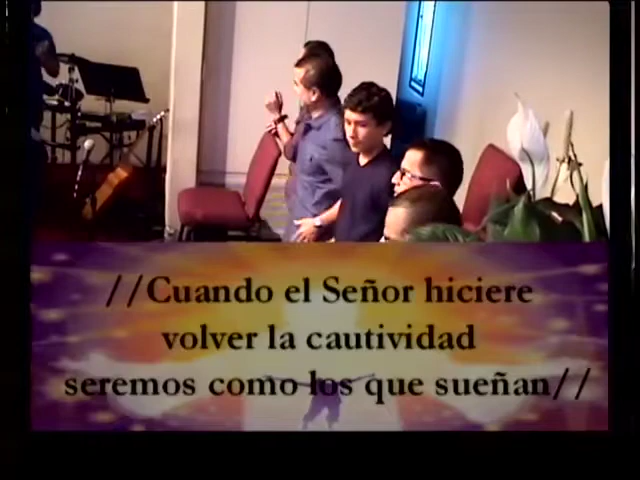 //Cuando el Señor hiciere
volver la cautividad
seremos como los que sueñan//